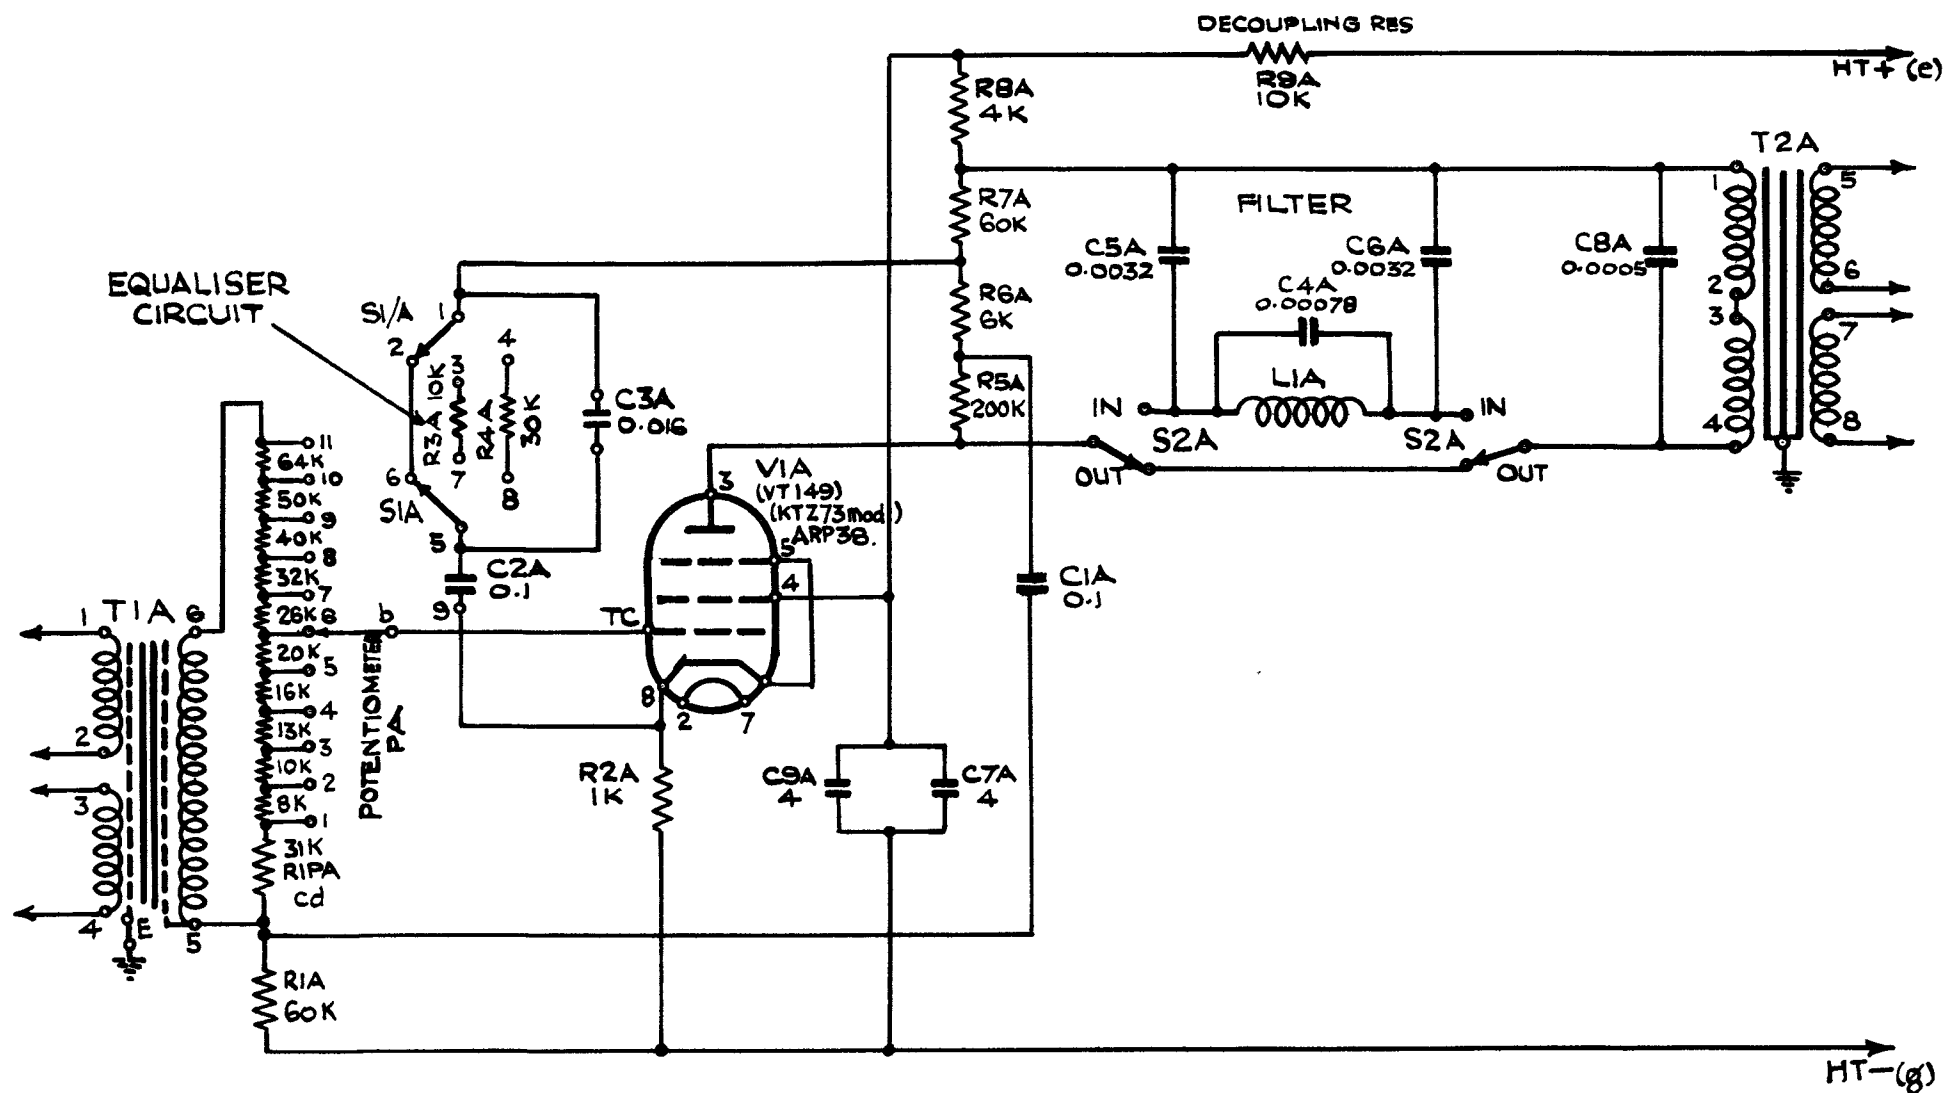 DECOUPLING RES
HT+ (e)
R9A
10K
R8A
4K
T2A
1
5
R7A
60K
FILTER
C5A
0.0032
C6A
0.0032
C8A
0.0005
2
6
3
7
4
8
EQUALISER
CIRCUIT
S1/A
1
2
3
4
R3A 10K
R4A
30K
C3A
0.016
6
7
8
S1A
5
R6A
6K
C4A
0.00078
R5A
200K
L1A
IN
IN
S2A
S2A
OUT
OUT
C2A
0.1
9
V1A
(VT149)
(KTZ73 mod)
ARP38.
3
5
4
TC
8
2
7
C1A
0.1
11
64K
10
50K
9
40K
8
32K
7
26K
6
b
20K
5
16K
4
13K
3
10K
2
8K
1
31K
R1PA
cd
POTENTIOMETER
PA
T1A
1
6
2
3
4
E
5
R2A
1K
C9A
4
C7A
4
R1A
60K
HT-(g)